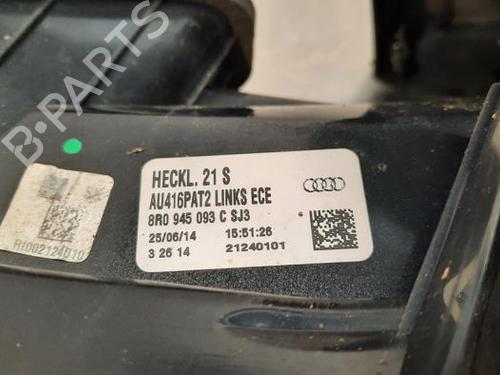 B-PARTS
HECKL. 21 S
AU416PAT2 LINKS ECE
8R0 945 093 C SJ3
25/06/14 15:51:26
3 26 14 21240101
R1002124010